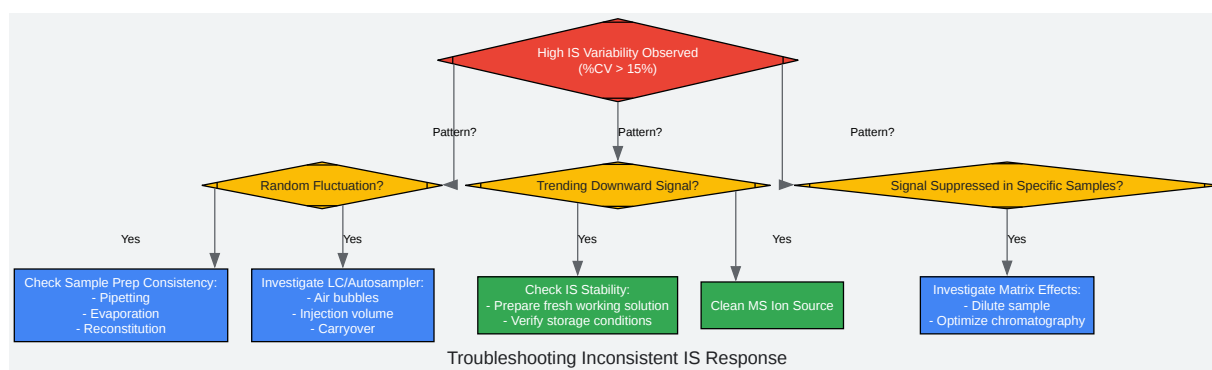 High IS Variability Observed
(%CV > 15%)
Pattern?
Pattern?
Pattern?
Random Fluctuation?
Trending Downward Signal?
Signal Suppressed in Specific Samples?
Yes
Yes
Yes
Yes
Yes
Check Sample Prep Consistency:
- Pipetting
- Evaporation
- Reconstitution
Investigate LC/Autosampler:
- Air bubbles
- Injection volume
- Carryover
Check IS Stability:
- Prepare fresh working solution
- Verify storage conditions
Clean MS Ion Source
Investigate Matrix Effects:
- Dilute sample
- Optimize chromatography
Troubleshooting Inconsistent IS Response